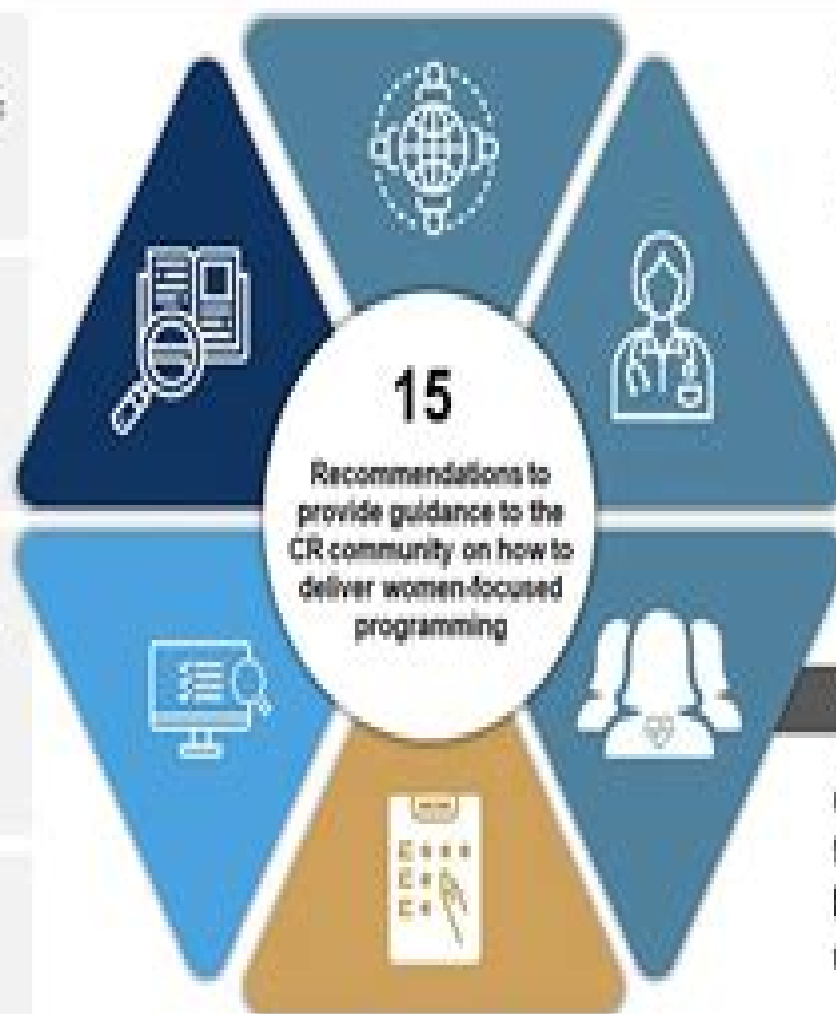 15
Recommendations to
provide guidance to the
CR community on how to
deliver women-focused
programming